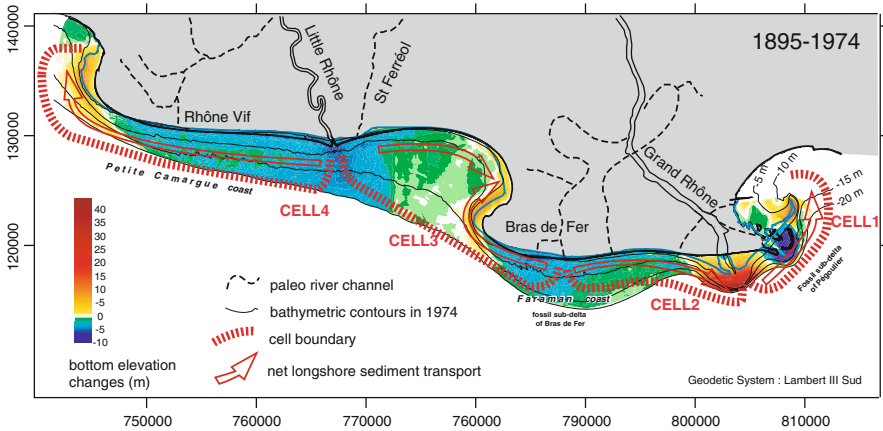 1895-1974
140000
130000
120000
Little Rhône
St Ferréol
Rhône Vif
Grand Rhône
Bras de Fer
-5 m
-10 m
-15 m
-20 m
Petite Camargue coast
CELL4
CELL3
CELL2
CELL1
Faraman coast
fossil sub-delta
of Bras de Fer
Fossil sub-delta
of Pégoulier
40
35
30
25
20
15
10
5
0
-5
-10
bottom elevation
changes (m)
paleo river channel
bathymetric contours in 1974
cell boundary
net longshore sediment transport
Geodetic System : Lambert III Sud
750000
760000
770000
760000
790000
800000
810000